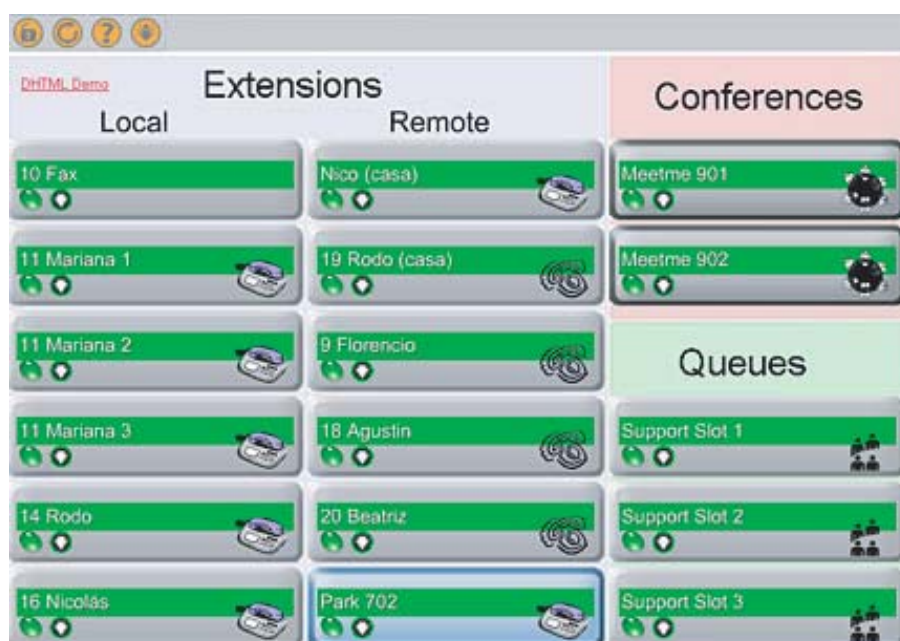 ?
DHTML Demo
Extensions
Local
Remote
Conferences
10 Fax
Nico (casa)
Meetme 901
11 Mariana 1
19 Rodo (casa)
Meetme 902
11 Mariana 2
9 Florencio
Queues
11 Mariana 3
18 Agustin
Support Slot 1
14 Rodo
20 Beatriz
Support Slot 2
16 Nicolás
Park 702
Support Slot 3